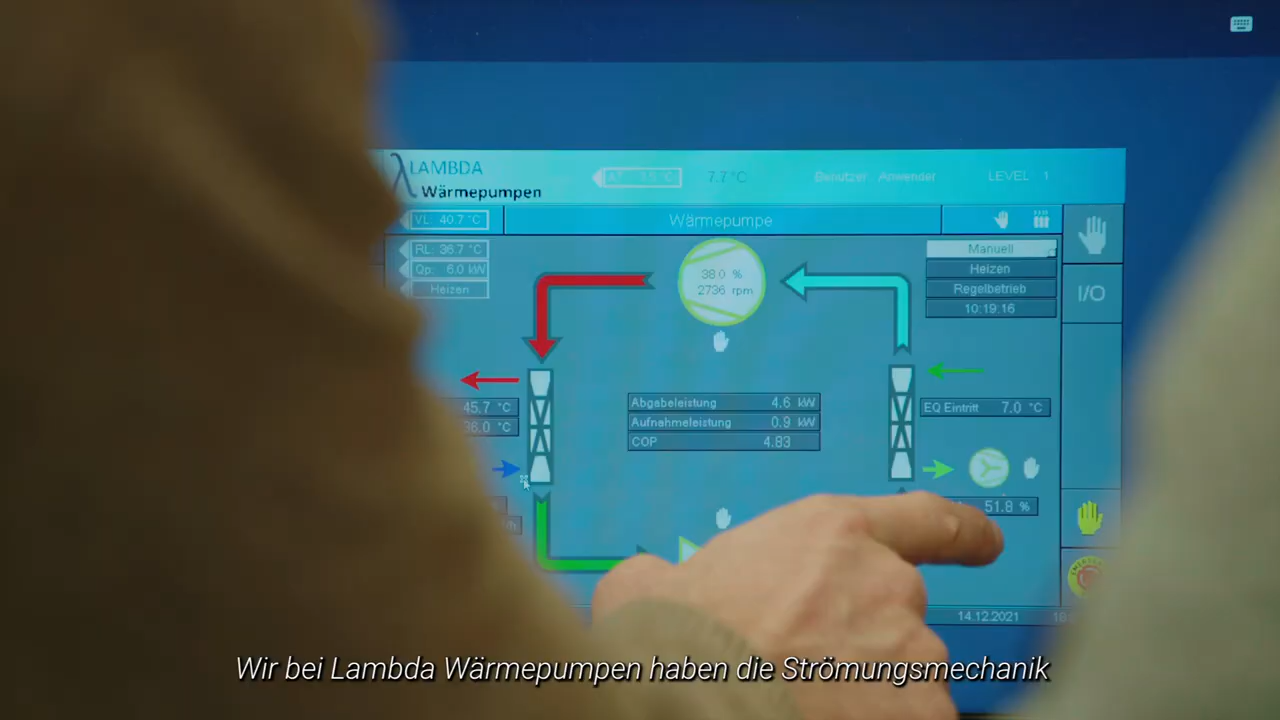 LAMBDA
Wärmepumpen
7.7 °C
Benutzer Anwender
LEVEL 1
VL: 40.7 °C
Wärmepumpe
RL: 36.7 °C
Qp: 6.0 kW
Heizen
Manuell
Heizen
Regelbetrieb
10:19:16
I/O
38.0 %
2736 rpm
45.7 °C
36.0 °C
Abgabeleistung 4.6 kW
Aufnahmeleistung 0.9 kW
COP 4.83
EQ Eintritt 7.0 °C
51.8 %
14.12.2021
Wir bei Lambda Wärmepumpen haben die Strömungsmechanik